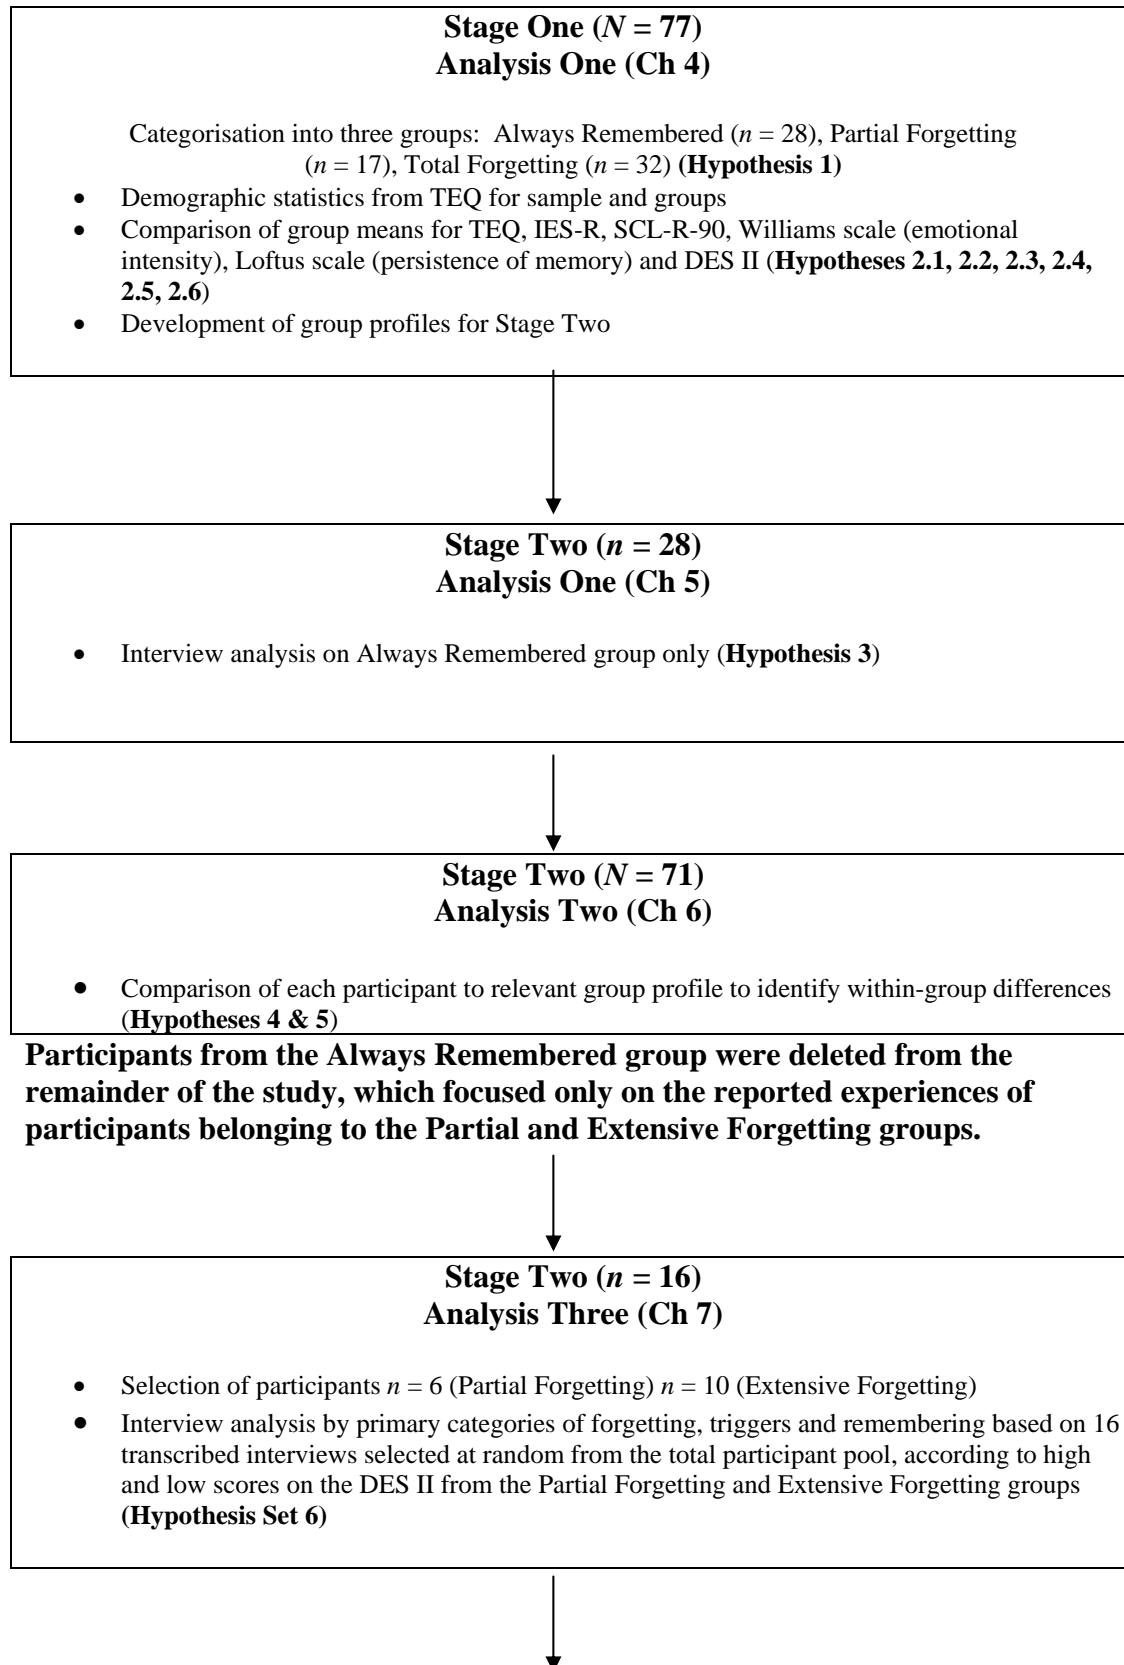 Stage One (N = 77)
Analysis One (Ch 4)
Categorisation into three groups: Always Remembered (n = 28), Partial Forgetting
(n = 17), Total Forgetting (n = 32) (Hypothesis 1)
• Demographic statistics from TEQ for sample and groups
• Comparison of group means for TEQ, IES-R, SCL-R-90, Williams scale (emotional
intensity), Loftus scale (persistence of memory) and DES II (Hypotheses 2.1, 2.2, 2.3, 2.4,
2.5, 2.6)
• Development of group profiles for Stage Two
Stage Two (n = 28)
Analysis One (Ch 5)
• Interview analysis on Always Remembered group only (Hypothesis 3)
Stage Two (N = 71)
Analysis Two (Ch 6)
• Comparison of each participant to relevant group profile to identify within-group differences
(Hypotheses 4 & 5)
Participants from the Always Remembered group were deleted from the
remainder of the study, which focused only on the reported experiences of
participants belonging to the Partial and Extensive Forgetting groups.
Stage Two (n = 16)
Analysis Three (Ch 7)
• Selection of participants n = 6 (Partial Forgetting) n = 10 (Extensive Forgetting)
• Interview analysis by primary categories of forgetting, triggers and remembering based on 16
transcribed interviews selected at random from the total participant pool, according to high
and low scores on the DES II from the Partial Forgetting and Extensive Forgetting groups
(Hypothesis Set 6)